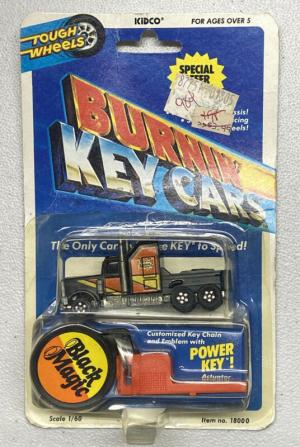 KIDCO®
FOR AGES OVER 5
TOUGH
WHEELS
SPECIAL
BURNIN'
KEY CARS
The Only Car
KEY To Speed!
Customized Key Chain
and Emblem with
POWER
KEY!
Actuator
Black
Magic
Scale 1/60
Item no. 18000